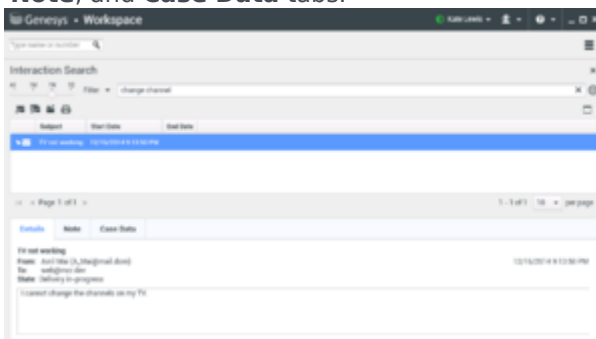 Note, and Case Data tabs.
Genesys • Workspace
Kate Lewis
Type name or number
Interaction Search
Filter
change channel
Subject Start Date End Date
TV not working 12/16/2014 9:13:50 PM
Page 1 of 1
1 - 1 of 1 10 per page
Details Note Case Data
TV not working
From:
12/16/2014 9:13:50 PM
To:
State: Delivery in-progress
I cannot change the channels on my TV.